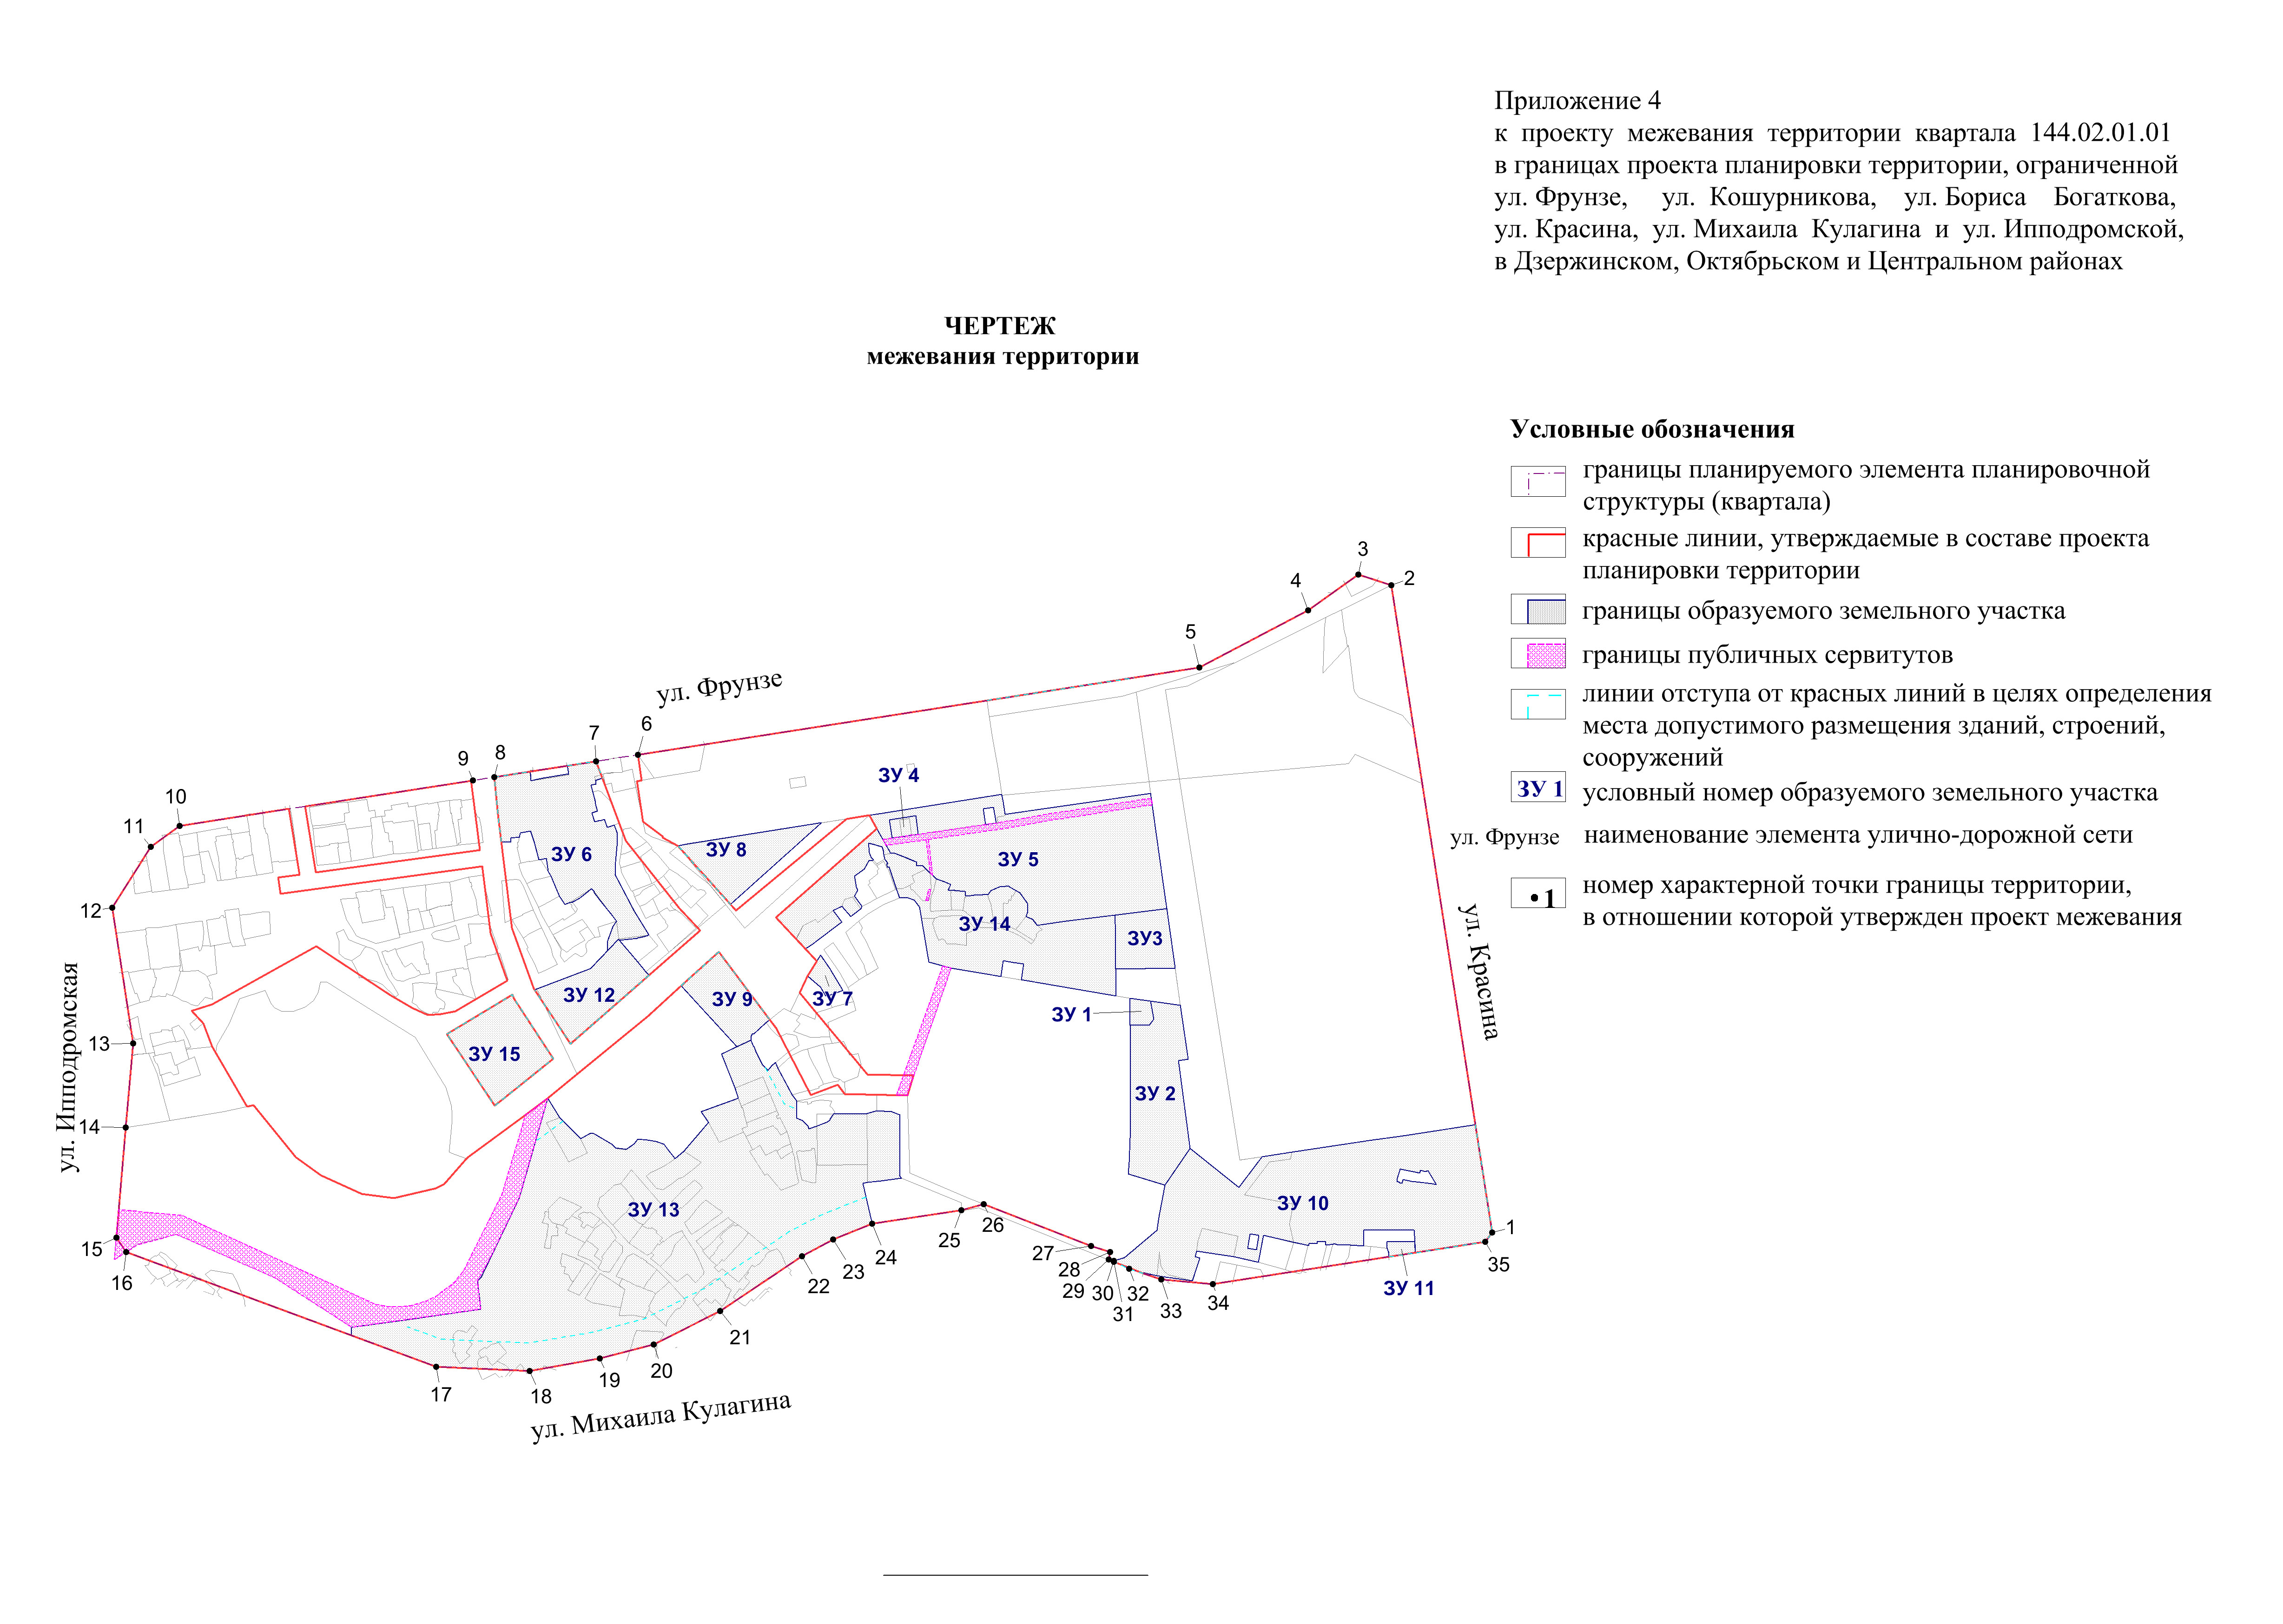 Приложение 4
к проекту межевания территории квартала 144.02.01.01
в границах проекта планировки территории, ограниченной
ул. Фрунзе, ул. Кошурникова, ул. Бориса Богаткова,
ул. Красина, ул. Михаила Кулагина и ул. Ипподромской,
в Дзержинском, Октябрьском и Центральном районах
ЧЕРТЕЖ
межевания территории
Условные обозначения
границы планируемого элемента планировочной
структуры (квартала)
красные линии, утверждаемые в составе проекта
планировки территории
границы образуемого земельного участка
границы публичных сервитутов
линии отступа от красных линий в целях определения
места допустимого размещения зданий, строений,
сооружений
ЗУ 1 условный номер образуемого земельного участка
ул. Фрунзе наименование элемента улично-дорожной сети
1 номер характерной точки границы территории,
в отношении которой утвержден проект межевания
3
2
4
5
ул. Фрунзе
6
7
8
9
10
11
12
13
14
15
16
17
18
19
20
21
22
23
24
25
26
27
28
29
30
31
32
33
34
35
1
ЗУ 4
ЗУ 8
ЗУ 6
ЗУ 5
ЗУ 14
ЗУ3
ЗУ 12
ЗУ 9
ЗУ 7
ЗУ 1
ЗУ 15
ЗУ 2
ЗУ 13
ЗУ 10
ЗУ 11
ул. Красина
ул. Ипподромская
ул. Михаила Кулагина